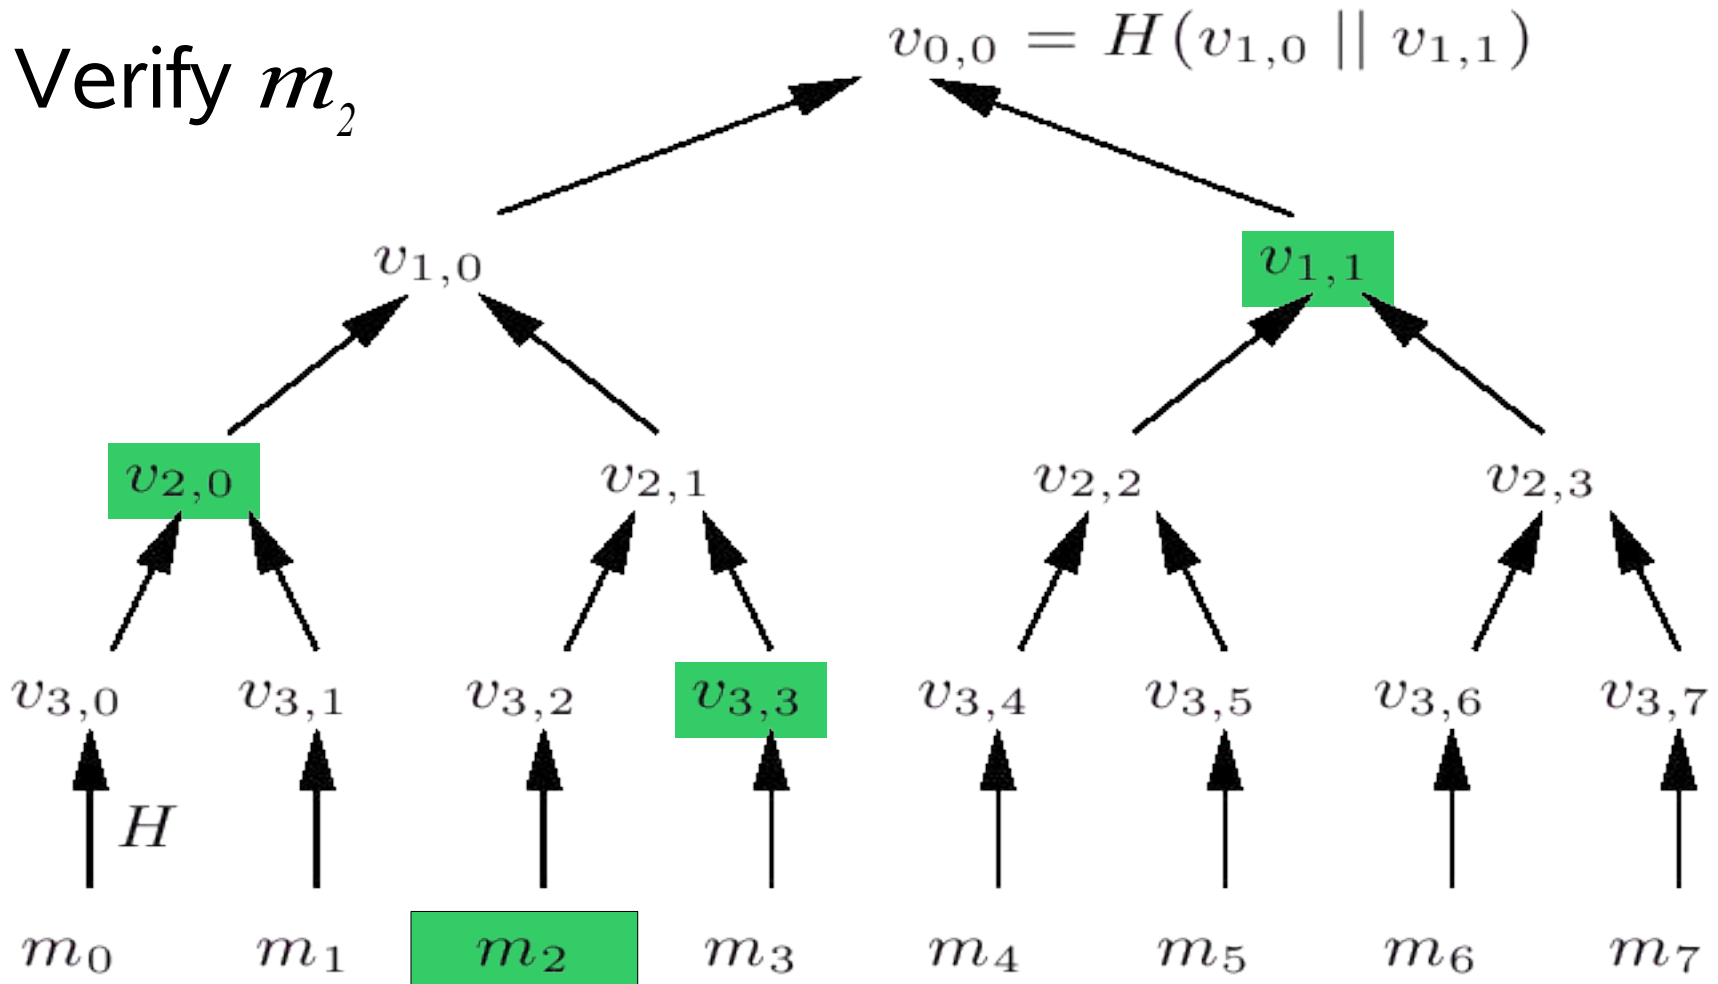 Verify m₂
v₀,₀ = H(v₁,₀ || v₁,₁)
v₁,₀ v₁,₁
v₂,₀ v₂,₁ v₂,₂ v₂,₃
v₃,₀ v₃,₁ v₃,₂ v₃,₃ v₃,₄ v₃,₅ v₃,₆ v₃,₇
H
m₀ m₁ m₂ m₃ m₄ m₅ m₆ m₇